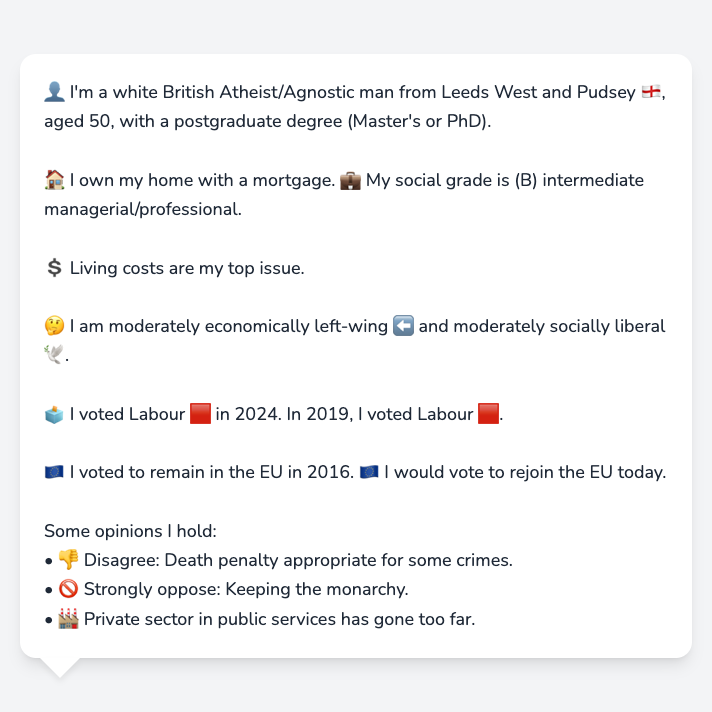 👤 I'm a white British Atheist/Agnostic man from Leeds West and Pudsey 🏴󠁧󠁢󠁥󠁮󠁧󠁿,
aged 50, with a postgraduate degree (Master's or PhD).
🏠 I own my home with a mortgage. 💼 My social grade is (B) intermediate
managerial/professional.
💲 Living costs are my top issue.
🤔 I am moderately economically left-wing ⬅️ and moderately socially liberal
🕊️.
🗳️ I voted Labour 🟥 in 2024. In 2019, I voted Labour 🟥.
🇪🇺 I voted to remain in the EU in 2016. 🇪🇺 I would vote to rejoin the EU today.
Some opinions I hold:
• 👎 Disagree: Death penalty appropriate for some crimes.
• 🚫 Strongly oppose: Keeping the monarchy.
• 🏭 Private sector in public services has gone too far.